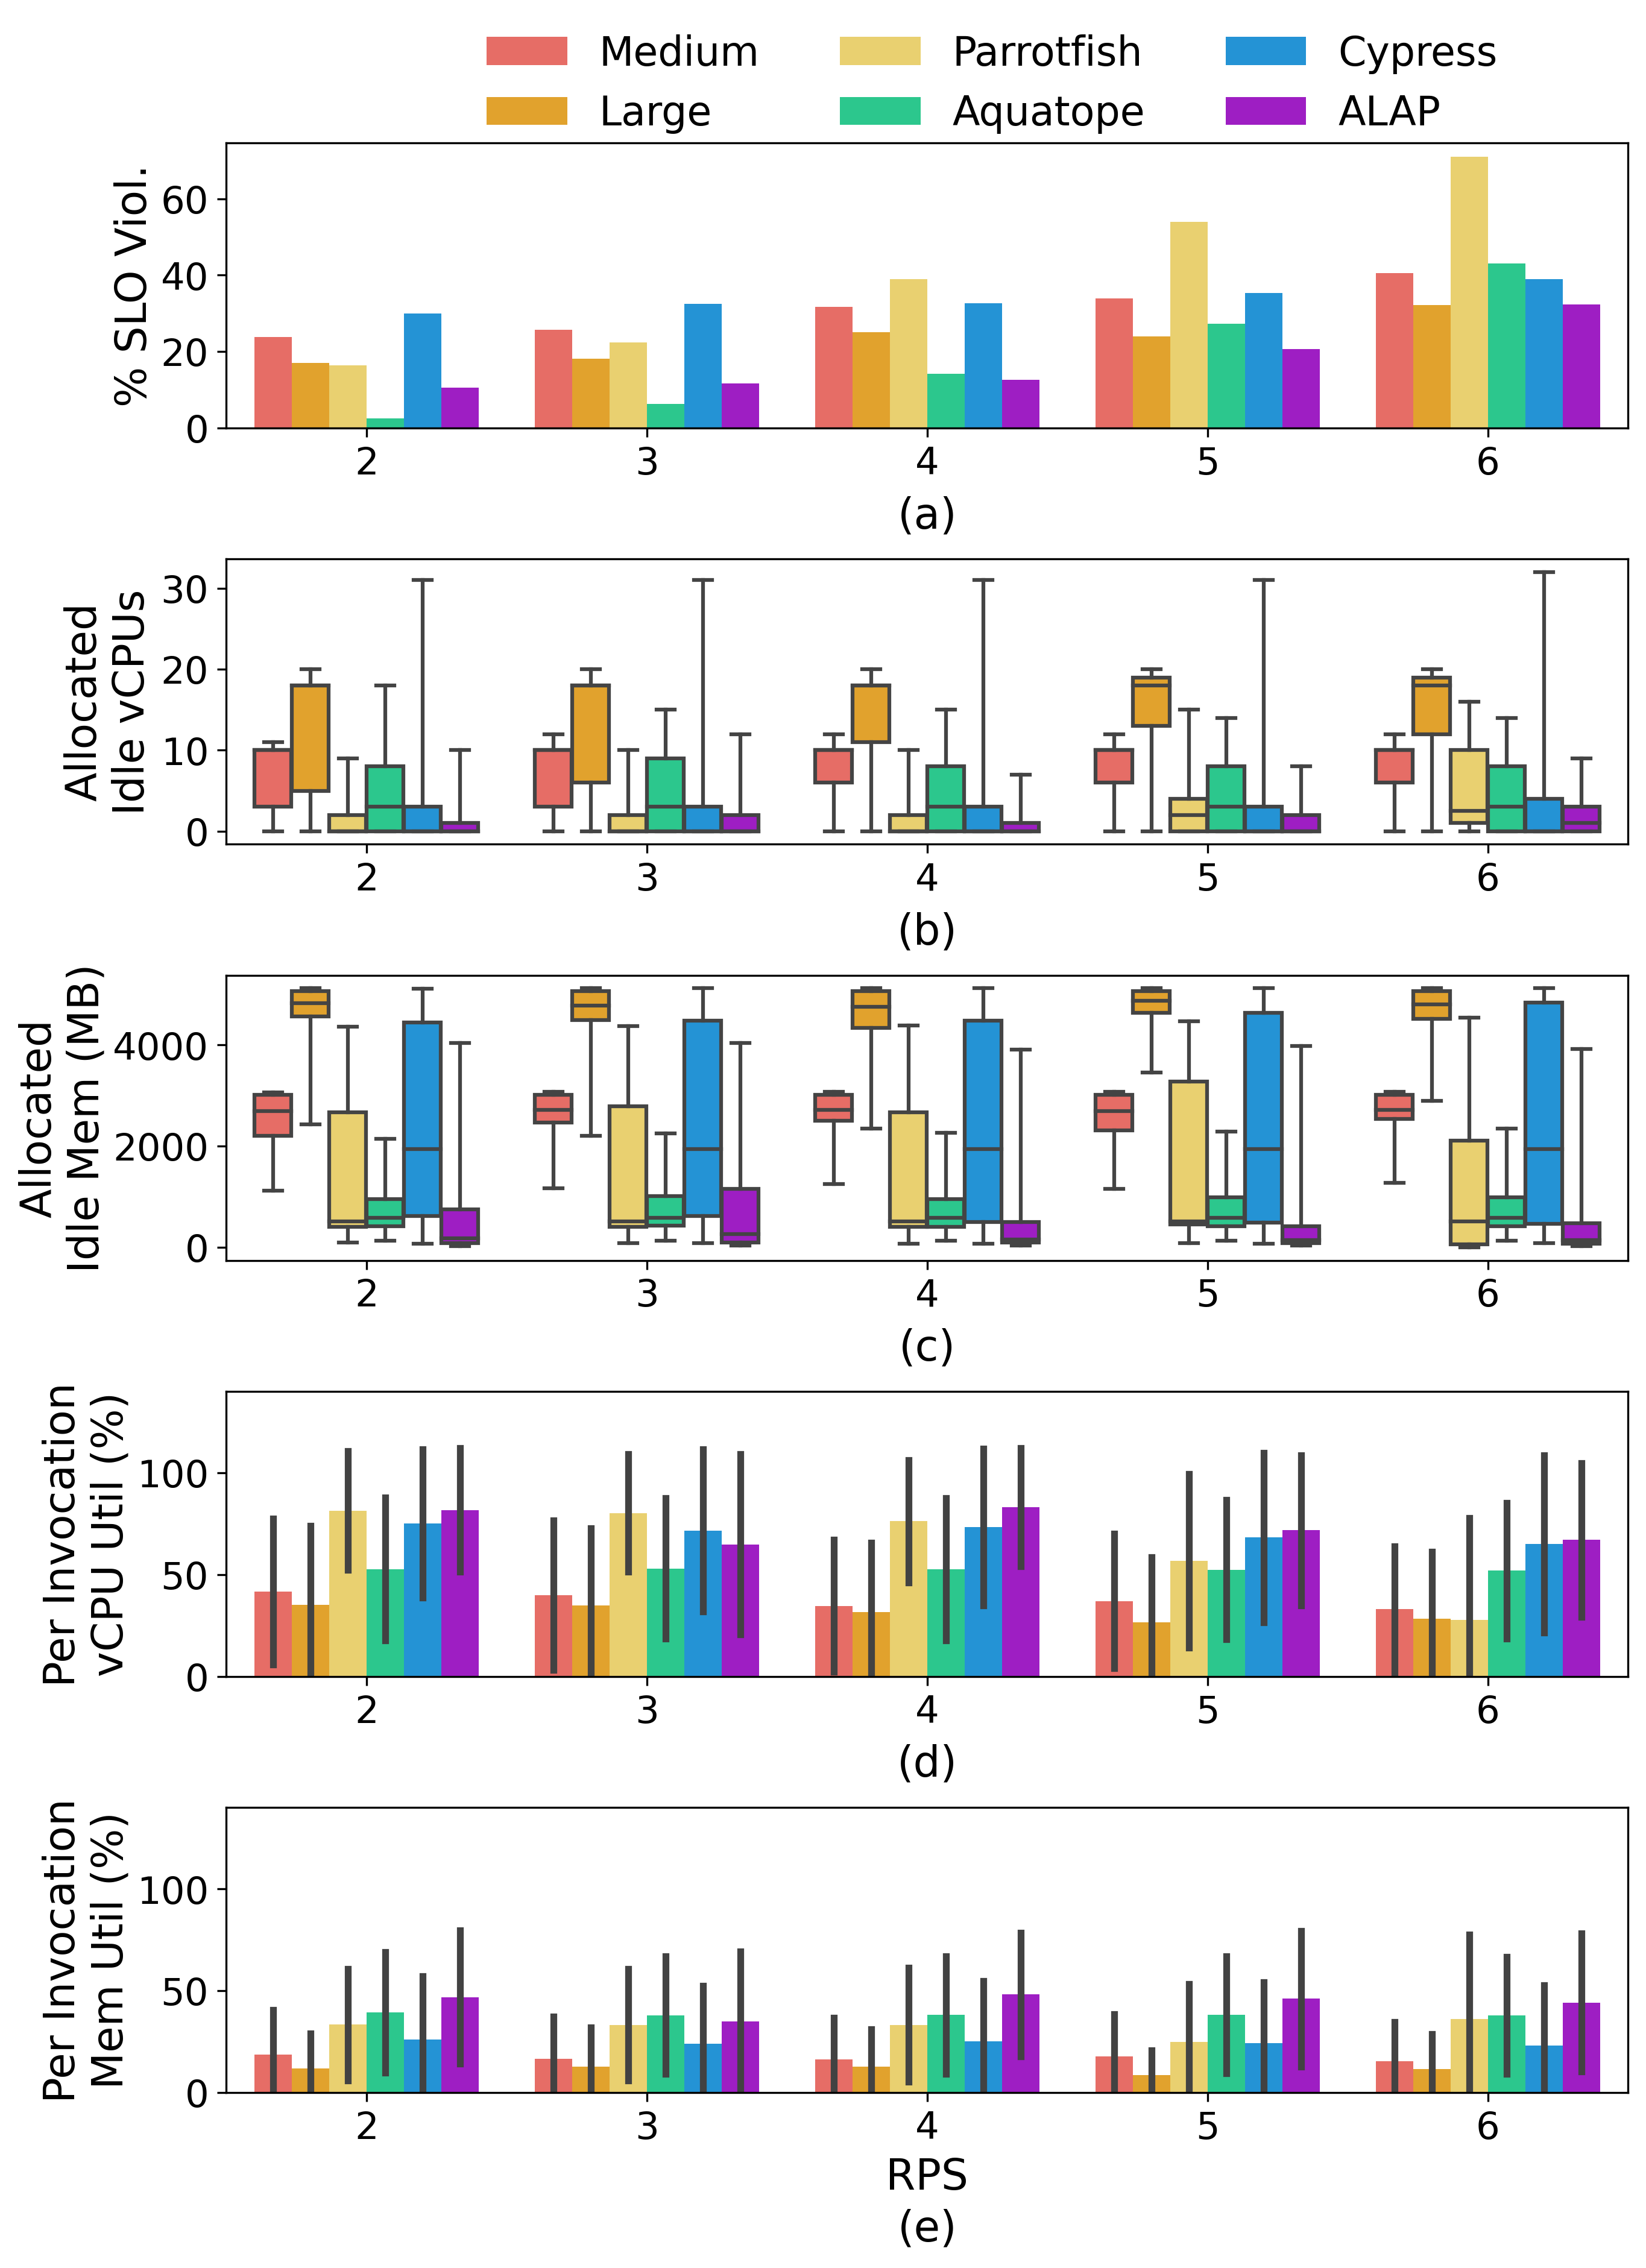 Medium Parrotfish Cypress
Large Aquatope ALAP
% SLO Viol.
60
40
20
0
2 3 4 5 6
(a)
Allocated
Idle vCPUs
30
20
10
0
2 3 4 5 6
(b)
Allocated
Idle Mem (MB)
4000
2000
0
2 3 4 5 6
(c)
Per Invocation
vCPU Util (%)
100
50
0
2 3 4 5 6
(d)
Per Invocation
Mem Util (%)
100
50
0
2 3 4 5 6
RPS
(e)